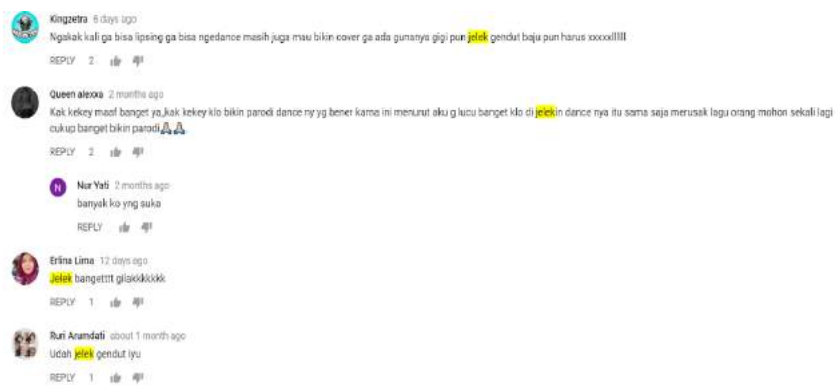 Kingzetra 6 days ago
Ngakak kali ga bisa lipsing ga bisa ngedance masih juga mau bikin cover ga ada gunanya gigi pun jelek gendut baju pun harus xxxxxlllll
REPLY 2
Queen alexxa 2 months ago
Kak kekey maaf banget ya,kak kekey klo bikin parodi dance ny yg bener karna ini menurut aku g lucu banget klo di jelekin dance nya itu sama saja merusak lagu orang mohon sekali lagi
cukup banget bikin parodi🙏🏻🙏🏻
N
Nur Yati 2 months ago
banyak ko yng suka
REPLY
Erlina Lima 12 days ago
Jelek bangetttt gilakkkkkkk
REPLY 1
Ruri Arumdati about 1 month ago
Udah jelek gendut iyu
REPLY 1